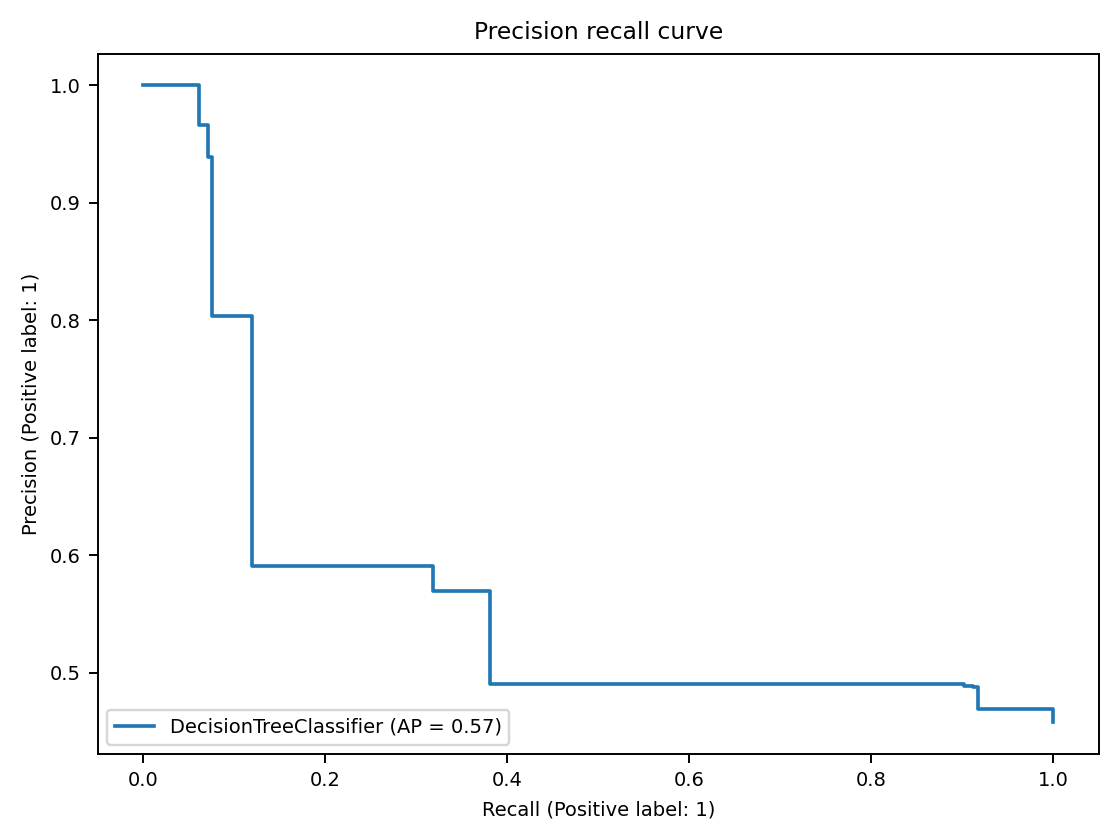 Precision recall curve
1.0
0.9
0.8
0.7
0.6
0.5
Precision (Positive label: 1)
DecisionTreeClassifier (AP = 0.57)
0.0 0.2 0.4 0.6 0.8 1.0
Recall (Positive label: 1)